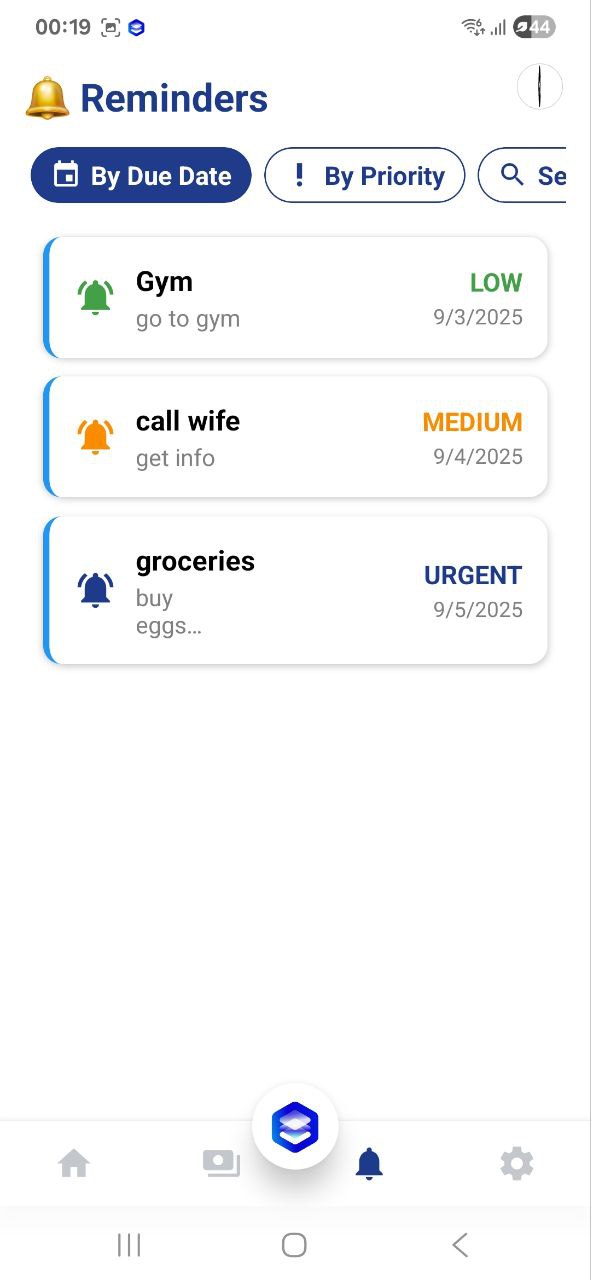 00:19
44
Reminders
By Due Date
By Priority
Se
Gym
go to gym
LOW
9/3/2025
call wife
get info
MEDIUM
9/4/2025
groceries
buy
eggs...
URGENT
9/5/2025